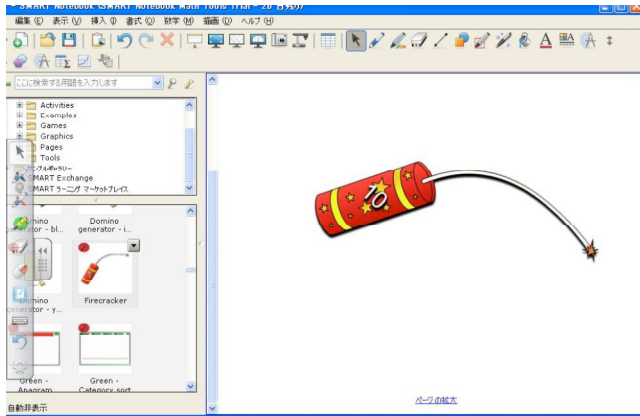 SMART Notebook (SMART Notebook Math Tools Trial - 20 日残り)
編集 (E) 表示 (V) 挿入 (I) 書式 (O) 数学 (M) 描画 (D) ヘルプ (H)
ここに検索する用語を入力します
Activities
Examples
Games
Graphics
Pages
Tools
SMART Exchange
SMART ラーニング マーケットプレイス
Domino
generator - i...
Firecracker
Green -
Anagram
Green -
Category sort
自動非表示
10
ページの拡大